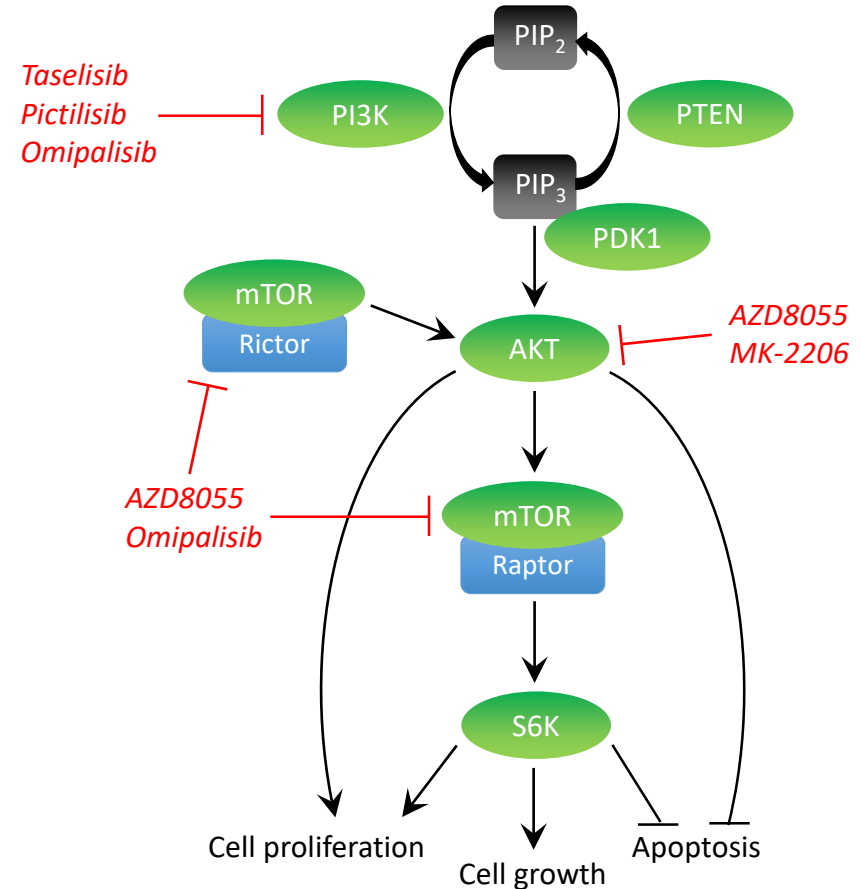 PIP₂
Taselisib
Pictilisib
Omipalisib
PI3K
PTEN
PIP₃
PDK1
mTOR
Rictor
AKT
AZD8055
MK-2206
AZD8055
Omipalisib
mTOR
Raptor
S6K
Cell proliferation
Cell growth
Apoptosis